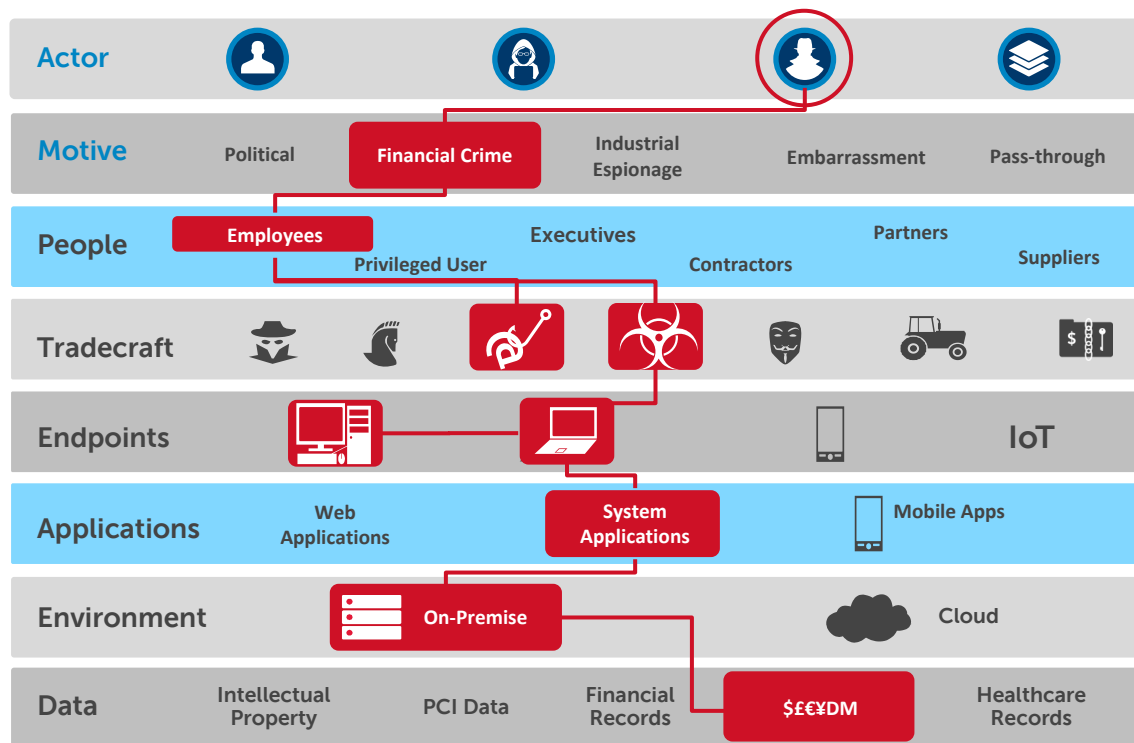 Actor
Motive
Political
Financial Crime
Industrial
Espionage
Embarrassment
Pass-through
People
Employees
Executives
Partners
Privileged User
Contractors
Suppliers
Tradecraft
$
Endpoints
IoT
Applications
Web
Applications
System
Applications
Mobile Apps
Environment
On-Premise
Cloud
Data
Intellectual
Property
PCI Data
Financial
Records
$£€¥DM
Healthcare
Records